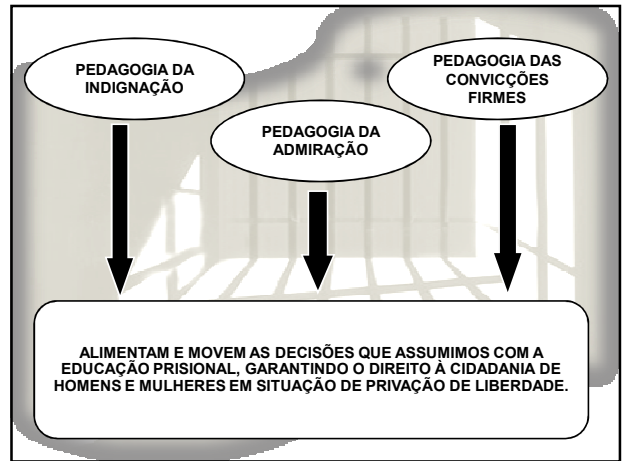 PEDAGOGIA DA
INDIGNAÇÃO
PEDAGOGIA DA
ADMIRAÇÃO
PEDAGOGIA DAS
CONVICÇÕES
FIRMES
ALIMENTAM E MOVEM AS DECISÕES QUE ASSUMIMOS COM A
EDUCAÇÃO PRISIONAL, GARANTINDO O DIREITO À CIDADANIA DE
HOMENS E MULHERES EM SITUAÇÃO DE PRIVAÇÃO DE LIBERDADE.